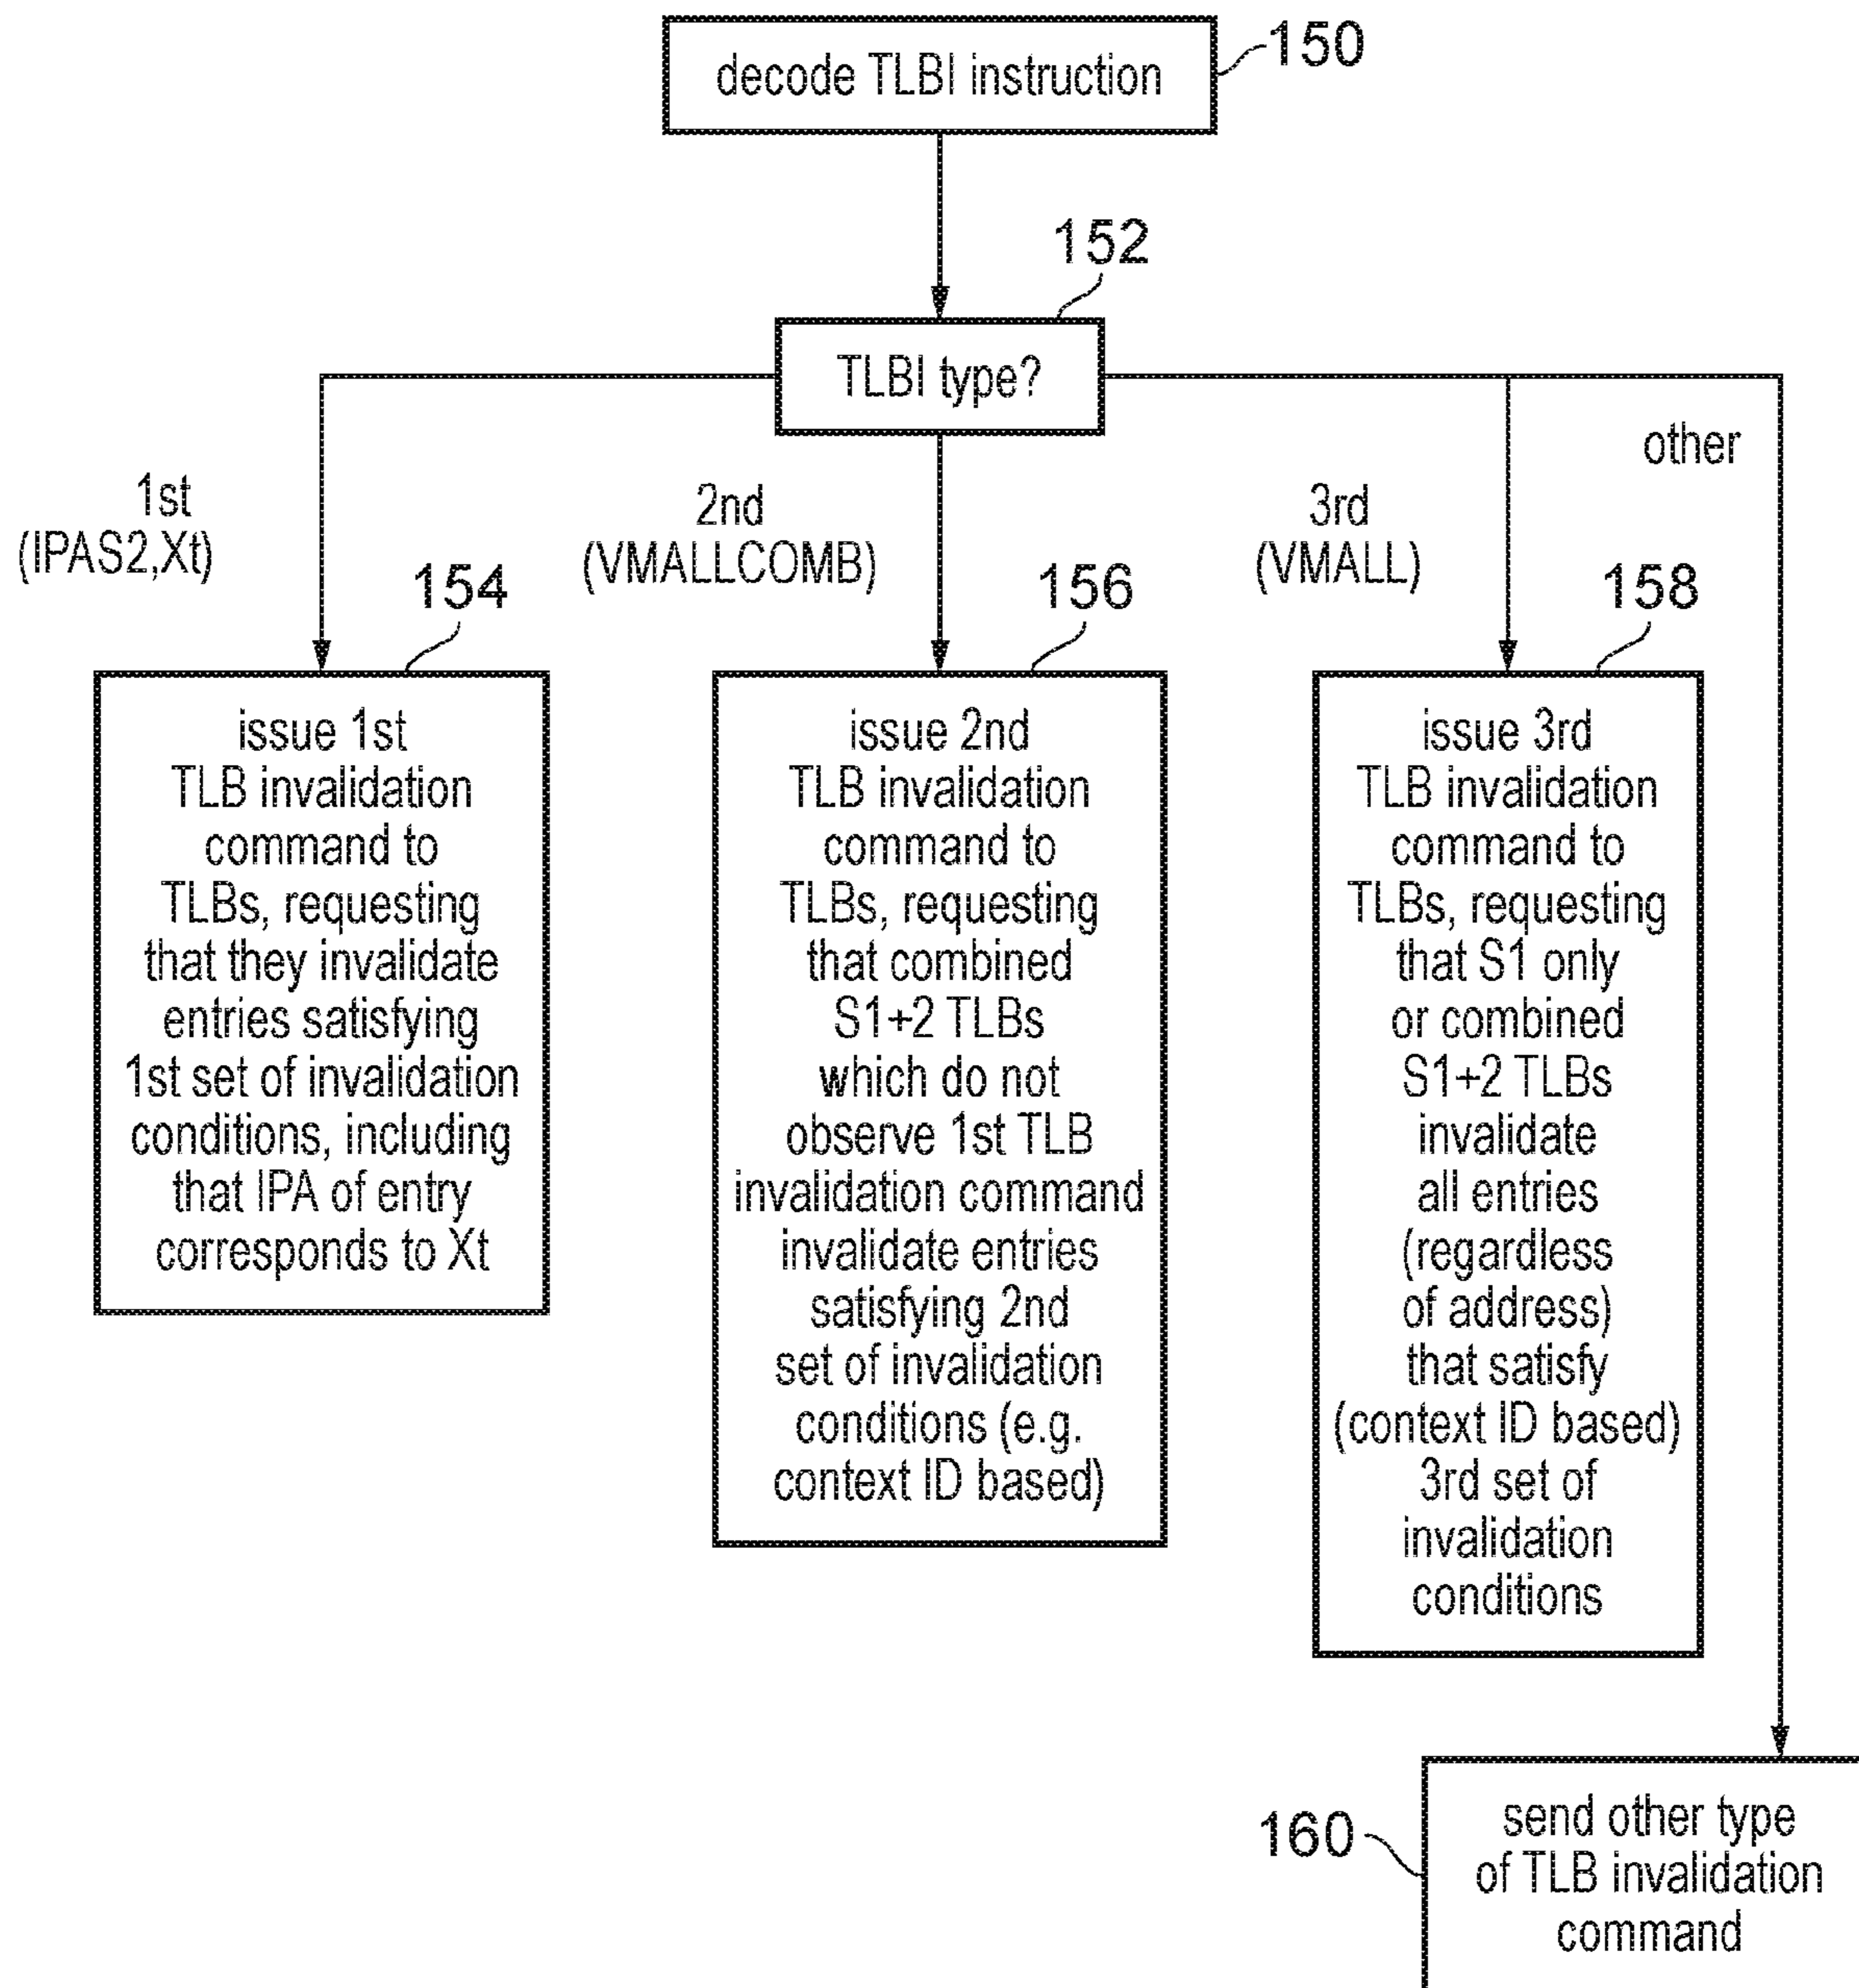 decode TLBI instruction
150
152
TLBI type?
other
1st
(IPAS2,Xt)
2nd
(VMALLCOMB)
3rd
(VMALL)
154
156
158
issue 1st
TLB invalidation
command to
TLBs, requesting
that they invalidate
entries satisfying
1st set of invalidation
conditions, including
that IPA of entry
corresponds to Xt
issue 2nd
TLB invalidation
command to
TLBs, requesting
that combined
S1+2 TLBs
which do not
observe 1st TLB
invalidation command
invalidate entries
satisfying 2nd
set of invalidation
conditions (e.g.
context ID based)
issue 3rd
TLB invalidation
command to
TLBs, requesting
that S1 only
or combined
S1+2 TLBs
invalidate
all entries
(regardless
of address)
that satisfy
(context ID based)
3rd set of
invalidation
conditions
160
send other type
of TLB invalidation
command